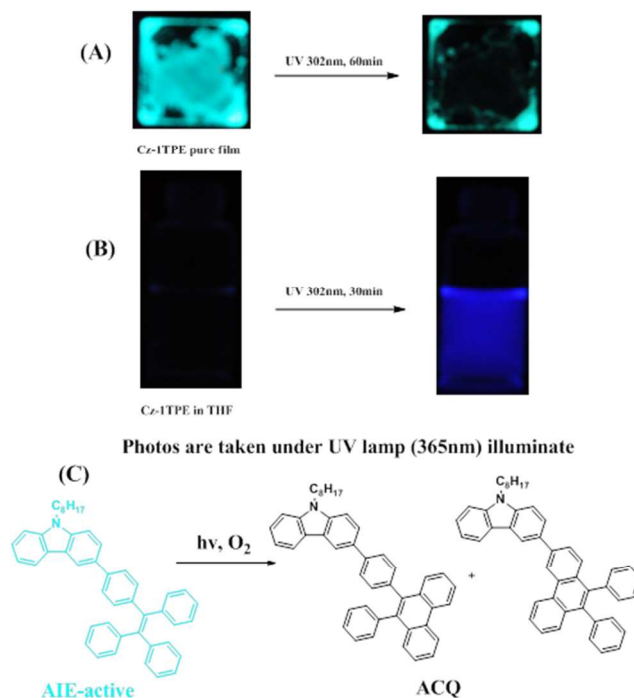 (A)
UV 302nm, 60min
Cz-1TPE pure film
(B)
UV 302nm, 30min
Cz-1TPE in THF
Photos are taken under UV lamp (365nm) illuminate
(C)
C8H17
N
hv, O2
AIE-active
C8H17
N
+
C8H17
N
ACQ